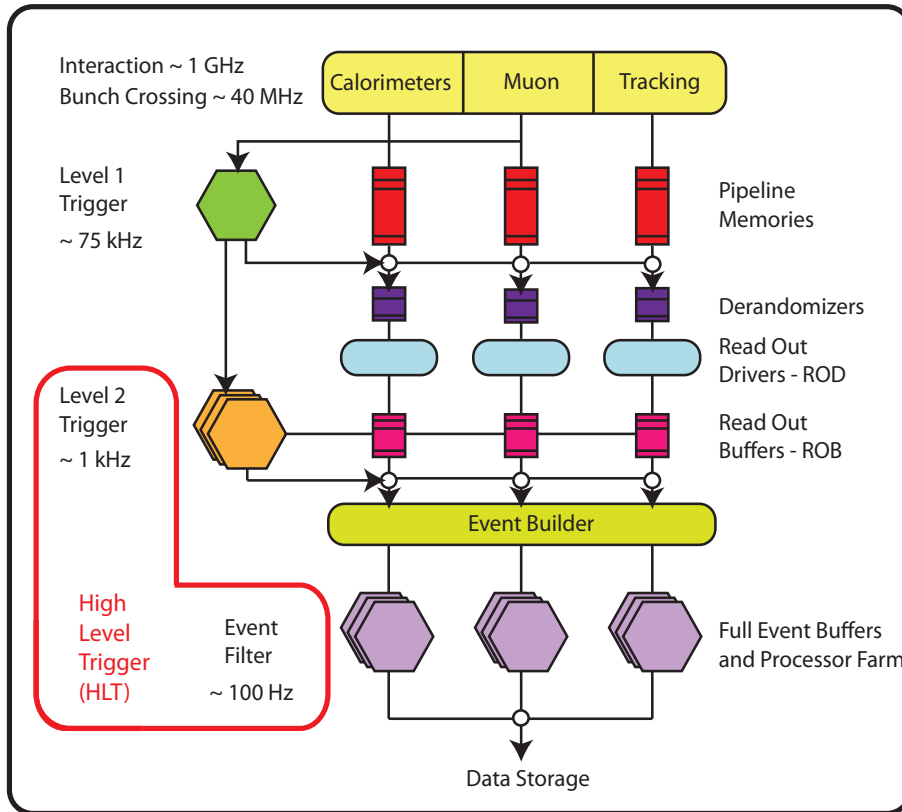 Interaction ~ 1 GHz
Bunch Crossing ~ 40 MHz
Calorimeters
Muon
Tracking
Level 1
Trigger
~ 75 kHz
Pipeline
Memories
Derandomizers
Read Out
Drivers - ROD
Level 2
Trigger
~ 1 kHz
Read Out
Buffers - ROB
Event Builder
High
Level
Trigger
(HLT)
Event
Filter
~ 100 Hz
Full Event Buffers
and Processor Farm
Data Storage